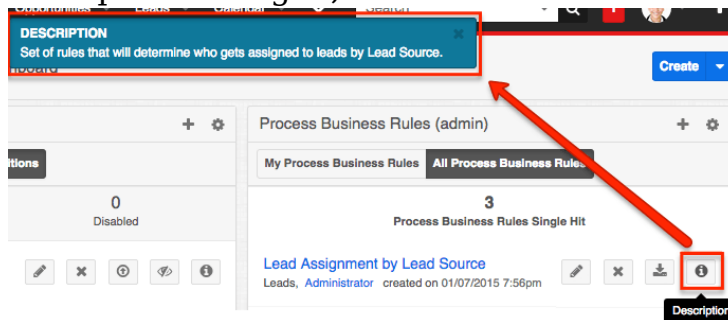 Opportunities Leads Calendar Search
DESCRIPTION
Set of rules that will determine who gets assigned to leads by Lead Source.
Create
Process Business Rules (admin)
My Process Business Rules All Process Business Rules
0
Disabled
3
Process Business Rules Single Hit
Lead Assignment by Lead Source
Leads, Administrator created on 01/07/2015 7:56pm
Description